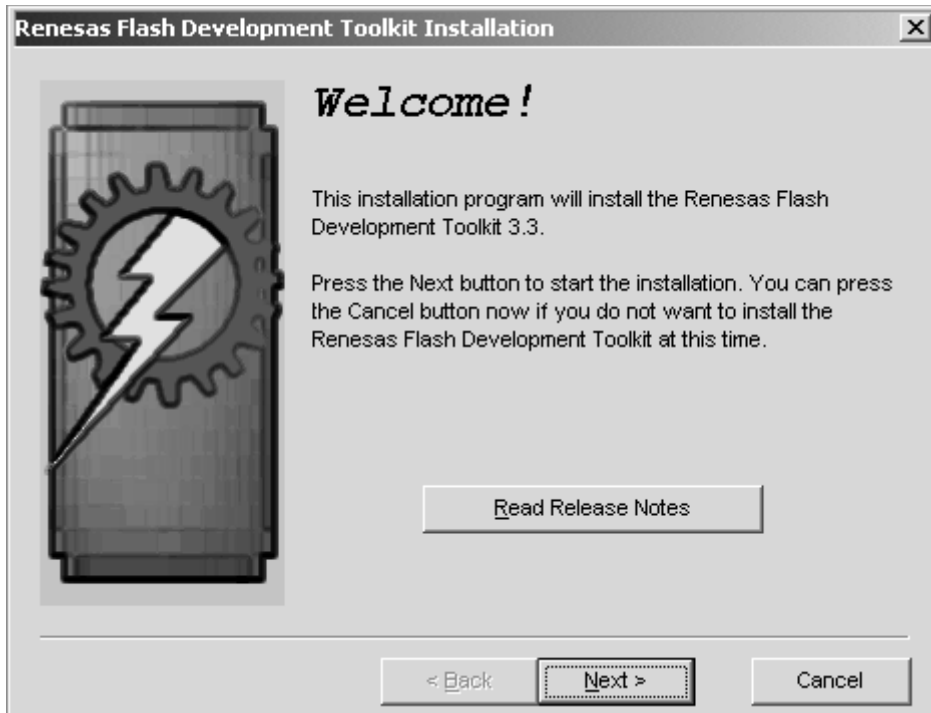 Renesas Flash Development Toolkit Installation
Welcome!
This installation program will install the Renesas Flash
Development Toolkit 3.3.
Press the Next button to start the installation. You can press
the Cancel button now if you do not want to install the
Renesas Flash Development Toolkit at this time.
Read Release Notes
< Back
Next >
Cancel